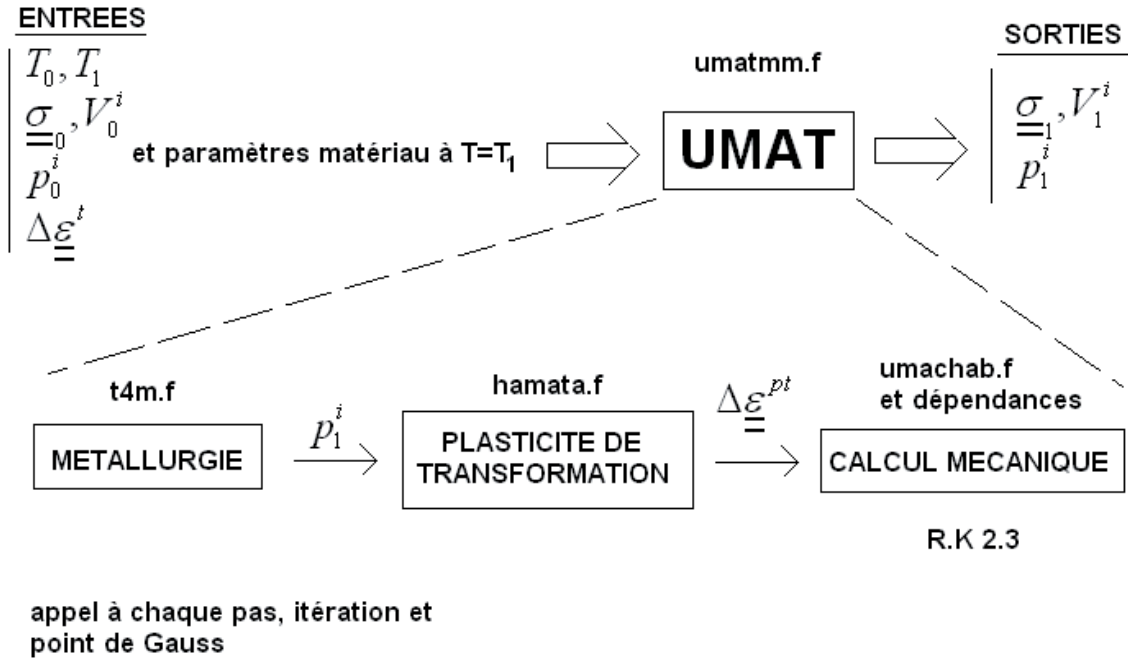 ENTREES
T₀, T₁
σ₀, V₀ⁱ
p₀ⁱ
Δεᵗ
et paramètres matériau à T=T₁
umatmm.f
UMAT
SORTIES
σ₁, V₁ⁱ
p₁ⁱ
t4m.f
METALLURGIE
p₁ⁱ
hamata.f
PLASTICITE DE
TRANSFORMATION
Δεᵖᵗ
umachab.f
et dépendances
CALCUL MECANIQUE
R.K 2.3
appel à chaque pas, itération et
point de Gauss